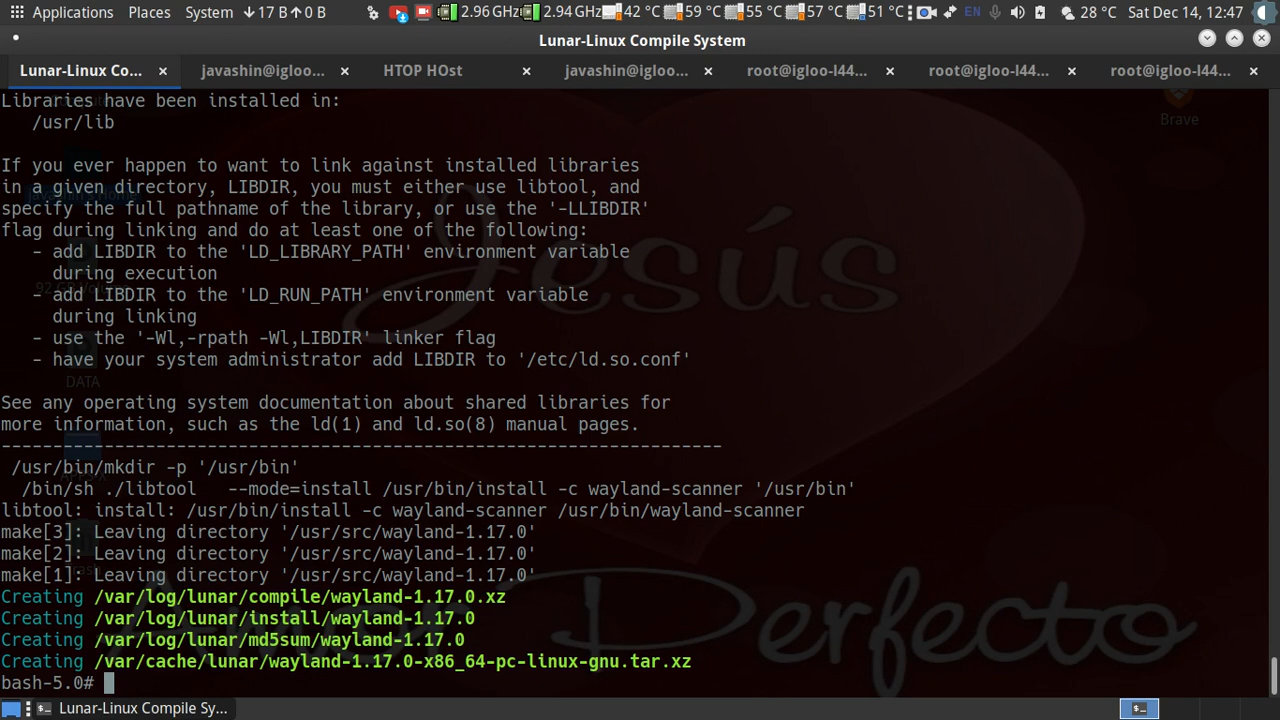 Applications Places System 17 B 0 B 2.96 GHz 2.94 GHz 42 °C 59 °C 55 °C 57 °C 51 °C EN 28 °C Sat Dec 14, 12:47
Lunar-Linux Compile System
Lunar-Linux Co... javashin@igloo... HTOP HOst javashin@igloo... root@igloo-l44... root@igloo-l44... root@igloo-l44...
Libraries have been installed in:
/usr/lib
Brave
If you ever happen to want to link against installed libraries
in a given directory, LIBDIR, you must either use libtool, and
javashin's Home
specify the full pathname of the library, or use the '-LLIBDIR'
flag during linking and do at least one of the following:
- add LIBDIR to the 'LD_LIBRARY_PATH' environment variable
during execution
Jesús
- add LIBDIR to the 'LD_RUN_PATH' environment variable
during linking
- use the '-Wl,-rpath -Wl,LIBDIR' linker flag
- have your system administrator add LIBDIR to '/etc/ld.so.conf'
DATA
See any operating system documentation about shared libraries for
more information, such as the ld(1) and ld.so(8) manual pages.
----------------------------------------------------------------------
/usr/bin/mkdir -p '/usr/bin'
/bin/sh ./libtool --mode=install /usr/bin/install -c wayland-scanner '/usr/bin'
libtool: install: /usr/bin/install -c wayland-scanner /usr/bin/wayland-scanner
make[3]: Leaving directory '/usr/src/wayland-1.17.0'
make[2]: Leaving directory '/usr/src/wayland-1.17.0'
make[1]: Leaving directory '/usr/src/wayland-1.17.0'
Creating /var/log/lunar/compile/wayland-1.17.0.xz
Creating /var/log/lunar/install/wayland-1.17.0
Amor Perfecto
Creating /var/log/lunar/md5sum/wayland-1.17.0
Creating /var/cache/lunar/wayland-1.17.0-x86_64-pc-linux-gnu.tar.xz
bash-5.0#
Lunar-Linux Compile Sy...